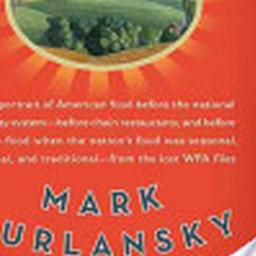 portrait of American food before the national
system—before chain restaurants, and before
food when the nation's food was seasonal,
al, and traditional—from the lost WPA files
MARK
URLANSKY